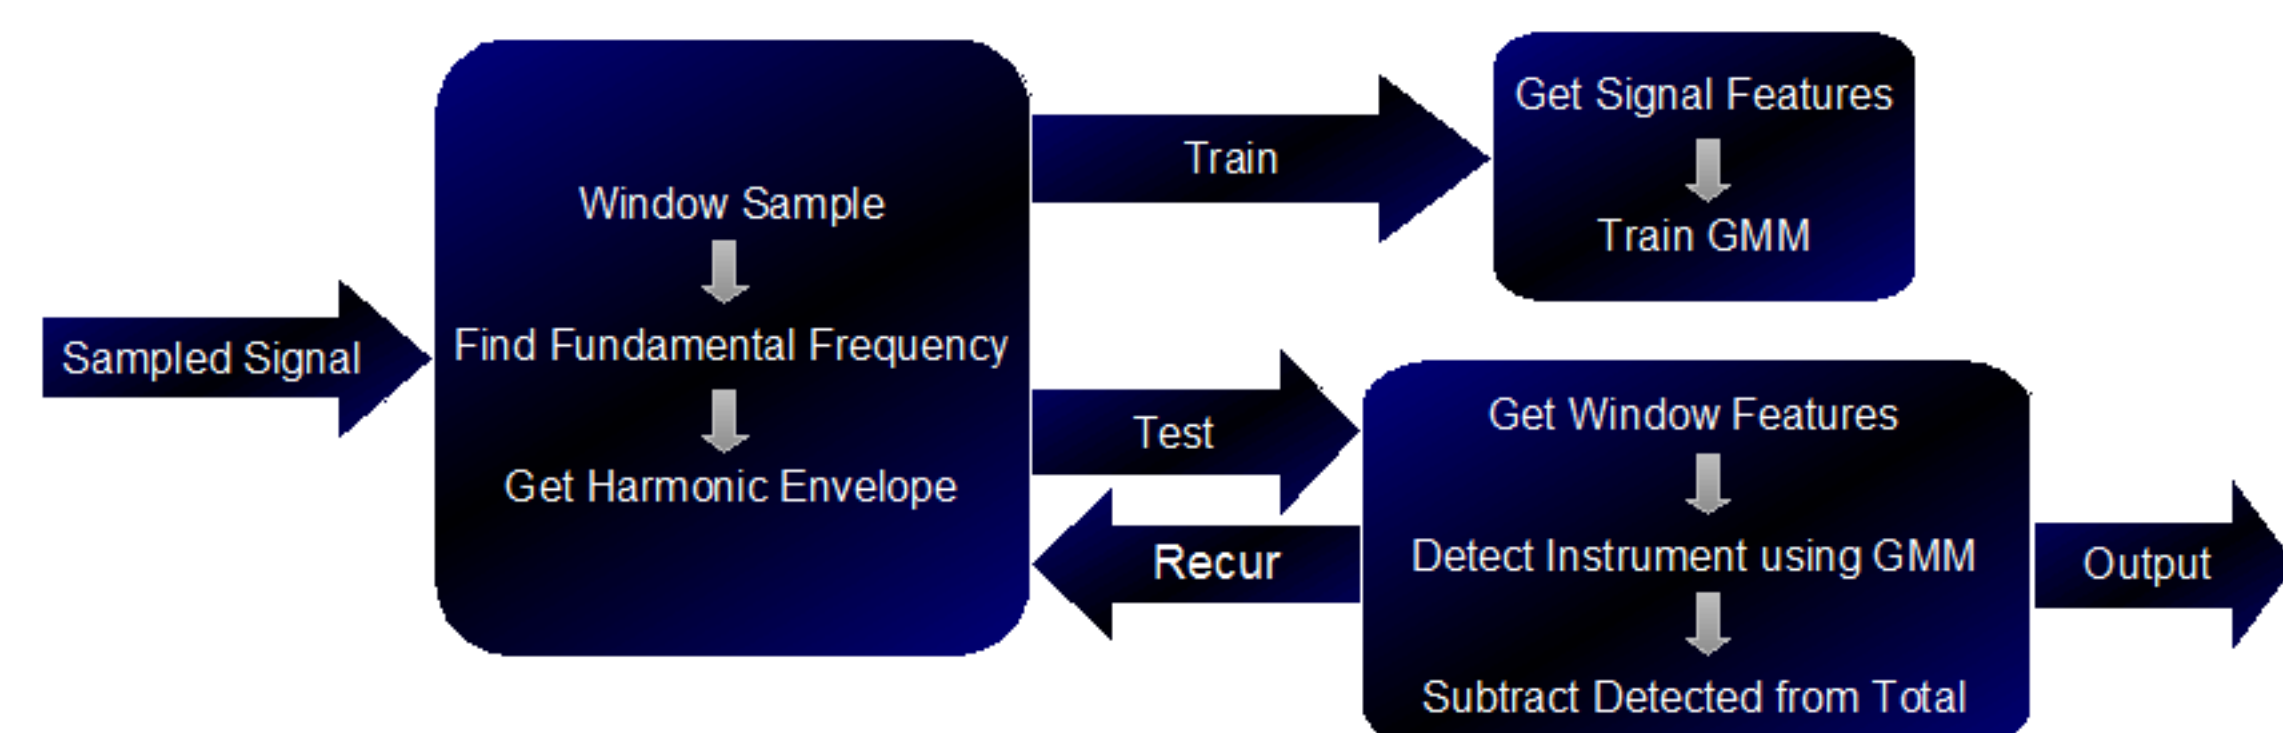 Sampled Signal
Window Sample
Find Fundamental Frequency
Get Harmonic Envelope
Train
Get Signal Features
Train GMM
Test
Recur
Get Window Features
Detect Instrument using GMM
Subtract Detected from Total
Output